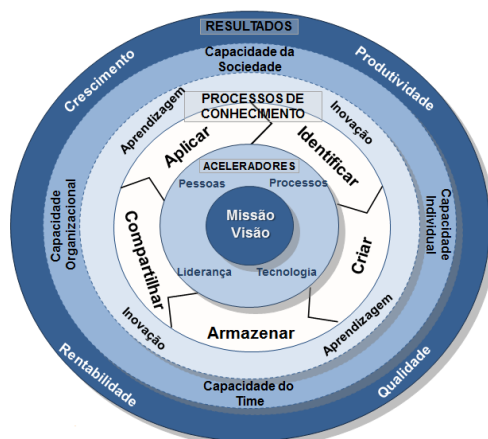 RESULTADOS
Crescimento
Produtividade
Capacidade da
Sociedade
Aprendizagem
PROCESSOS DE
CONHECIMENTO
Inovação
Aplicar
Identificar
ACELERADORES
Pessoas
Processos
Capacidade
Organizacional
Missão
Visão
Capacidade
Individual
Compartilhar
Criar
Liderança
Tecnologia
Inovação
Armazenar
Aprendizagem
Rentabilidade
Capacidade do
Time
Qualidade